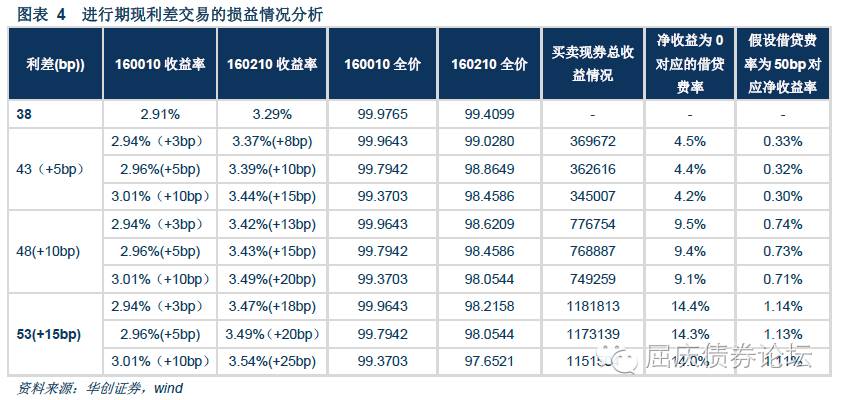 图表 4 进行期现利差交易的损益情况分析
利差(bp)) 160010 收益率 160210 收益率 160010 全价 160210 全价 买卖现券总收益情况 净收益为 0 对应的借贷费率 假设借贷费率为 50bp 对应净收益率
38 2.91% 3.29% 99.9765 99.4099 - - -
43（+5bp） 2.94%（+3bp） 3.37%(+8bp) 99.9643 99.0280 369672 4.5% 0.33%
2.96%(+5bp) 3.39%(+10bp) 99.7942 98.8649 362616 4.4% 0.32%
3.01%（+10bp） 3.44%(+15bp) 99.3703 98.4586 345007 4.2% 0.30%
48(+10bp) 2.94%（+3bp） 3.42%(+13bp) 99.9643 98.6209 776754 9.5% 0.74%
2.96%(+5bp) 3.43%(+15bp) 99.7942 98.4586 768887 9.4% 0.73%
3.01%（+10bp） 3.49%(+20bp) 99.3703 98.0544 749259 9.1% 0.71%
53(+15bp) 2.94%（+3bp） 3.47%(+18bp) 99.9643 98.2158 1181813 14.4% 1.14%
2.96%(+5bp) 3.49%（+20bp） 99.7942 98.0544 1173139 14.3% 1.13%
3.01%（+10bp） 3.54%(+25bp) 99.3703 97.6521 14.0% 1.11%
屈庆债券论坛
资料来源：华创证券，wind